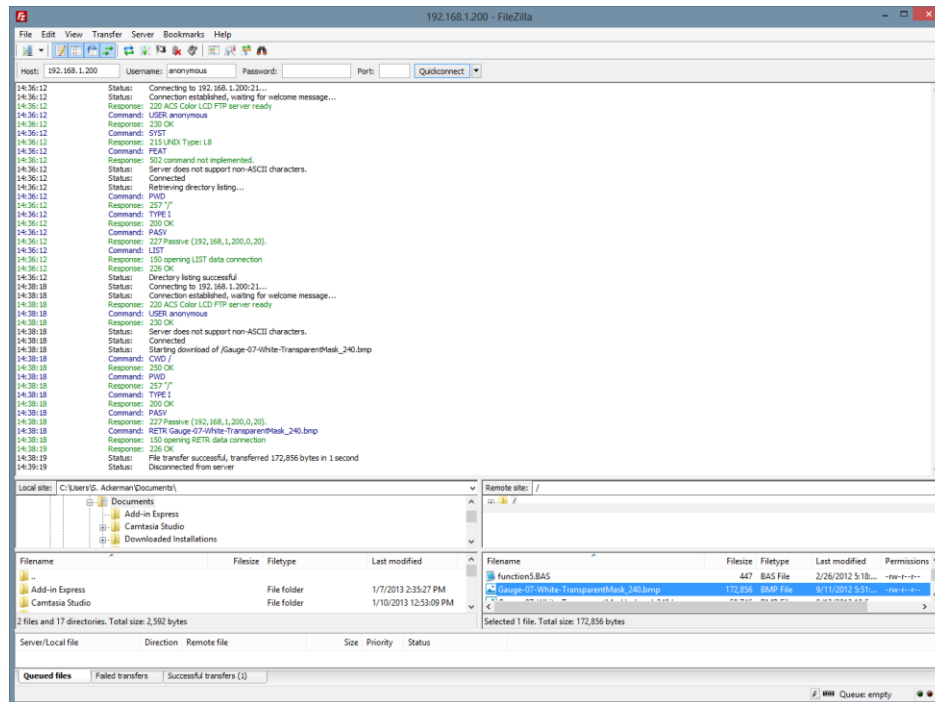 192.168.1.200 - FileZilla
File Edit View Transfer Server Bookmarks Help
Host: 192.168.1.200 Username: anonymous Password: Port: Quickconnect
14:36:12 Status: Connecting to 192.168.1.200:21...
14:36:12 Status: Connection established, waiting for welcome message...
14:36:12 Response: 220 ACS Color LCD FTP server ready
14:36:12 Command: USER anonymous
14:36:12 Response: 230 OK
14:36:12 Command: SYST
14:36:12 Response: 215 UNIX Type: L8
14:36:12 Command: FEAT
14:36:12 Response: 502 command not implemented.
14:36:12 Status: Server does not support non-ASCII characters.
14:36:12 Status: Connected
14:36:12 Status: Retrieving directory listing...
14:36:12 Command: PWD
14:36:12 Response: 257 "/"
14:36:12 Command: TYPE I
14:36:12 Response: 200 OK
14:36:12 Command: PASV
14:36:12 Response: 227 Passive (192,168,1,200,0,20).
14:36:12 Command: LIST
14:36:12 Response: 150 opening LIST data connection
14:36:12 Response: 226 OK
14:36:12 Status: Directory listing successful
14:38:18 Status: Connecting to 192.168.1.200:21...
14:38:18 Status: Connection established, waiting for welcome message...
14:38:18 Response: 220 ACS Color LCD FTP server ready
14:38:18 Command: USER anonymous
14:38:18 Response: 230 OK
14:38:18 Status: Server does not support non-ASCII characters.
14:38:18 Status: Connected
14:38:18 Status: Starting download of /Gauge-07-White-TransparentMask_240.bmp
14:38:18 Command: CWD /
14:38:18 Response: 250 OK
14:38:18 Command: PWD
14:38:18 Response: 257 "/"
14:38:18 Command: TYPE I
14:38:18 Response: 200 OK
14:38:18 Command: PASV
14:38:18 Response: 227 Passive (192,168,1,200,0,20).
14:38:18 Command: RETR Gauge-07-White-TransparentMask_240.bmp
14:38:18 Response: 150 opening RETR data connection
14:38:19 Response: 226 OK
14:38:19 Status: File transfer successful, transferred 172,856 bytes in 1 second
14:39:19 Status: Disconnected from server
Local site: C:\Users\S. Ackerman\Documents\
Documents
Add-in Express
Camtasia Studio
Downloaded Installations
Remote site: /
/
Filename Filesize Filetype Last modified
..
Add-in Express File folder 1/7/2013 2:35:27 PM
Camtasia Studio File folder 1/10/2013 12:53:09 PM
2 files and 17 directories. Total size: 2,592 bytes
Filename Filesize Filetype Last modified Permissions
function5.BAS 447 BAS File 2/26/2012 5:18:... -rw-r--r--
Gauge-07-White-TransparentMask_240.bmp 172,856 BMP File 9/11/2012 5:51:... -rw-r--r--
Selected 1 file. Total size: 172,856 bytes
Server/Local file Direction Remote file Size Priority Status
Queued files Failed transfers Successful transfers (1)
Queue: empty